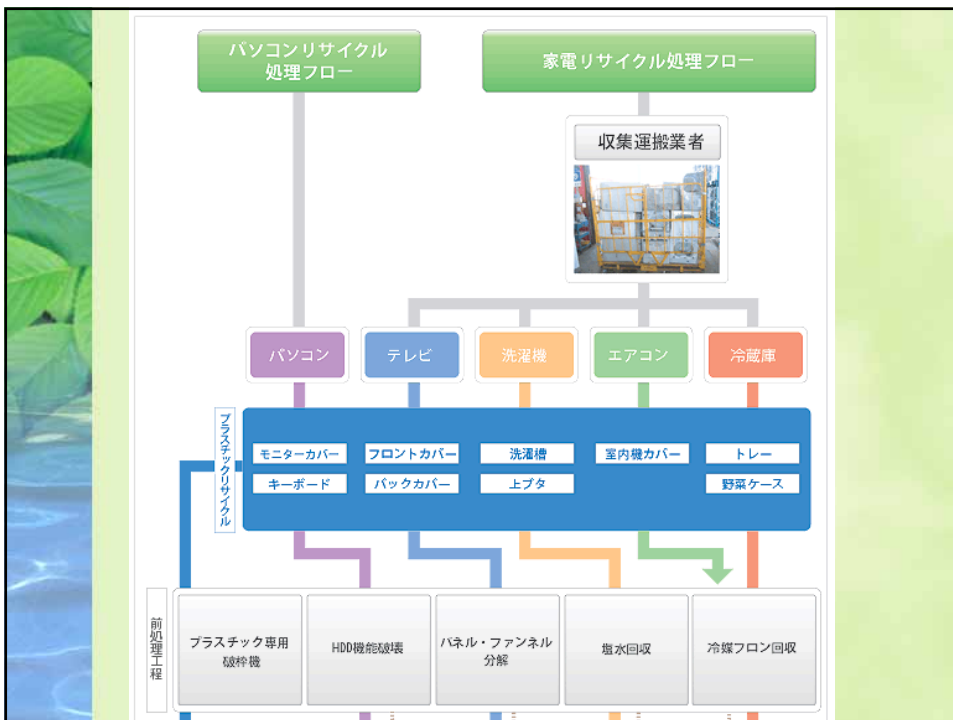 パソコンリサイクル
処理フロー
家電リサイクル処理フロー
収集運搬業者
パソコン
テレビ
洗濯機
エアコン
冷蔵庫
プラスチックリサイクル
モニターカバー
フロントカバー
洗濯槽
室内機カバー
トレー
キーボード
バックカバー
上ブタ
野菜ケース
前処理工程
プラスチック専用
破砕機
HDD機能破壊
パネル・ファンネル
分解
塩水回収
冷媒フロン回収